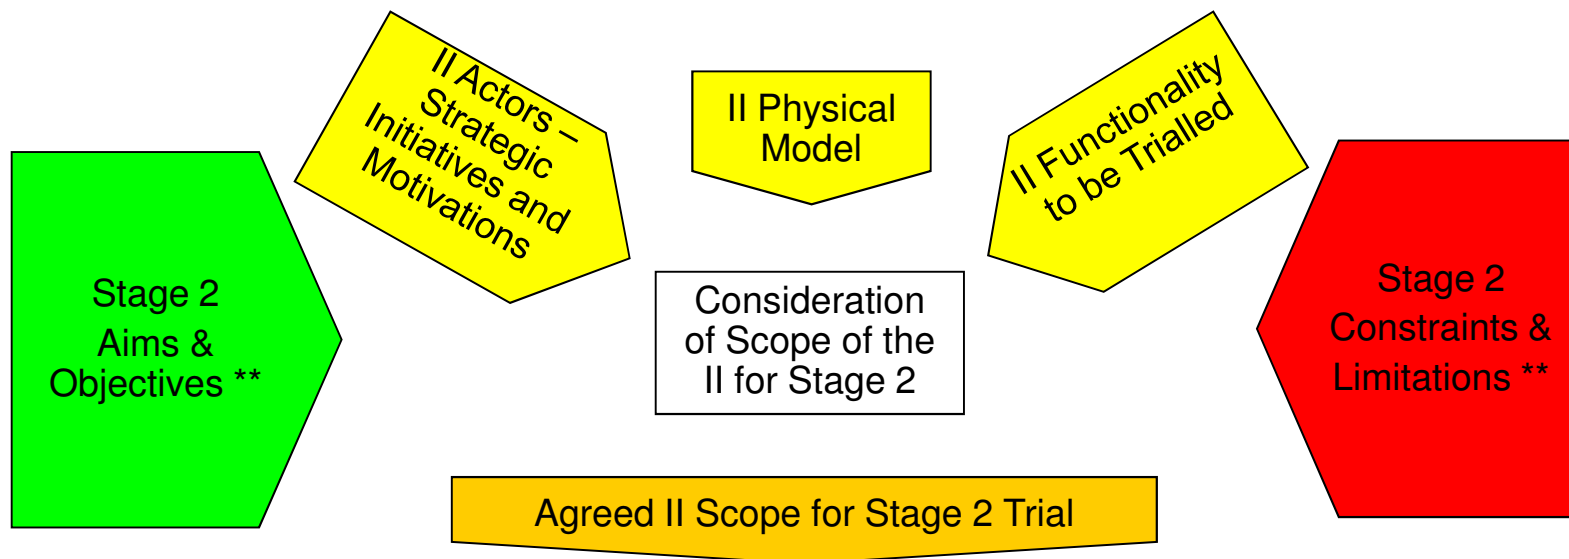 II Actors –
Strategic
Initiatives and
Motivations
II Physical
Model
II Functionality
to be Trialled
Stage 2
Aims &
Objectives **
Consideration
of Scope of the
II for Stage 2
Stage 2
Constraints &
Limitations **
Agreed II Scope for Stage 2 Trial